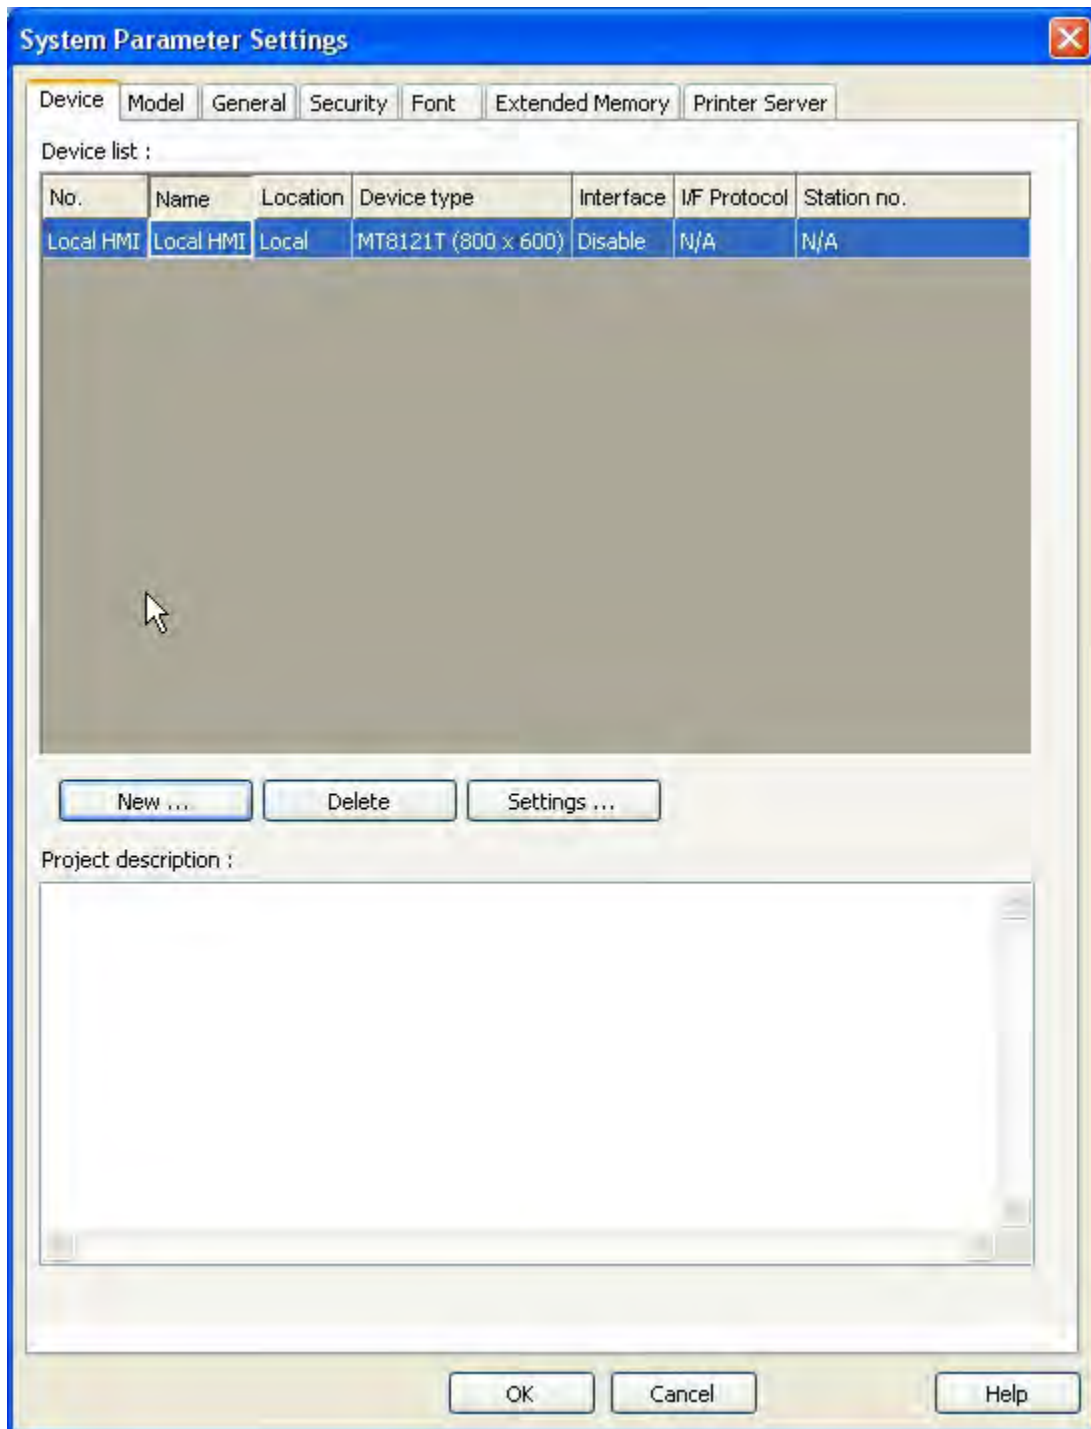 System Parameter Settings
Device Model General Security Font Extended Memory Printer Server
Device list :
No. Name Location Device type Interface I/F Protocol Station no.
Local HMI Local HMI Local MT8121T (800 x 600) Disable N/A N/A
New ... Delete Settings ...
Project description :
OK Cancel Help